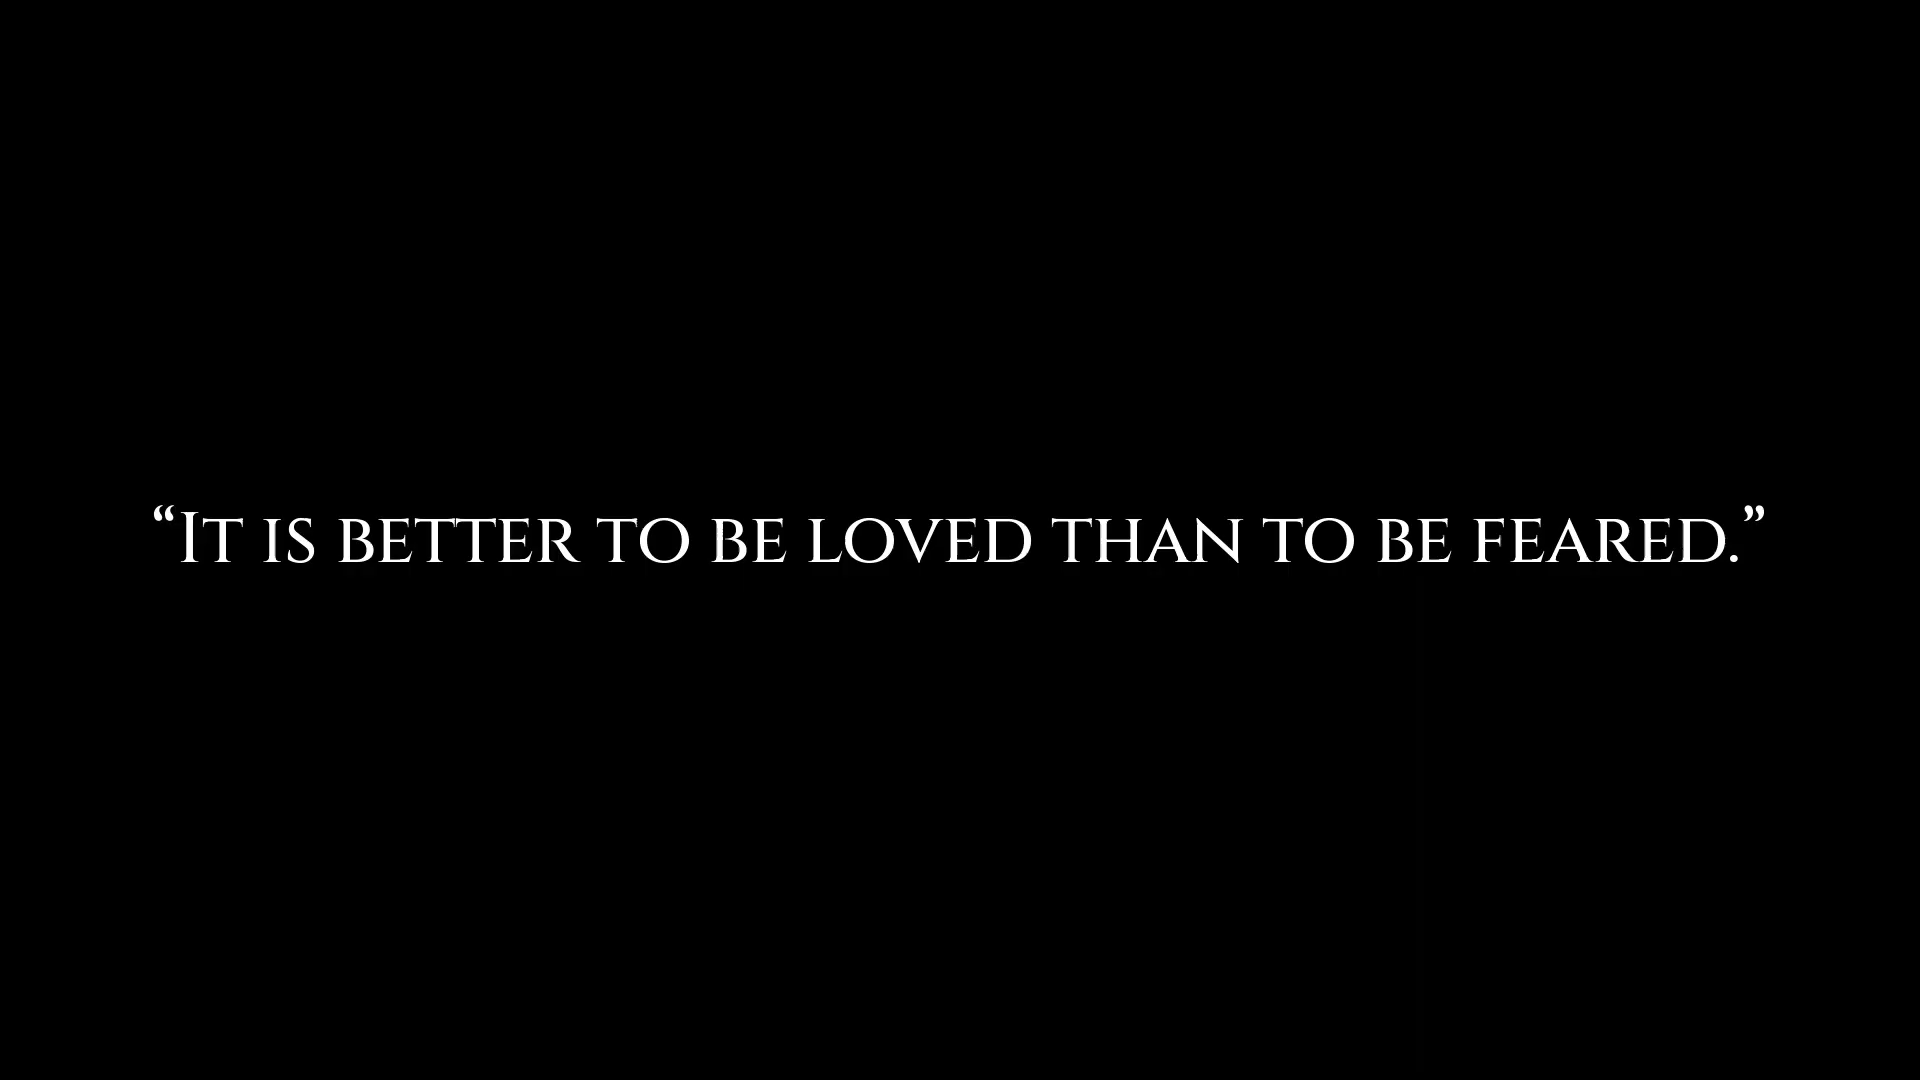 “It is better to be loved than to be feared.”